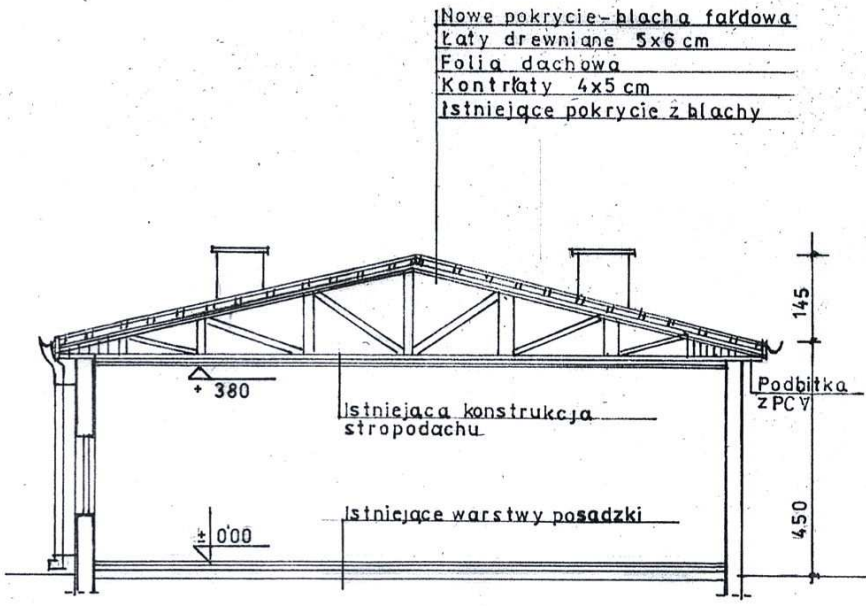 Nowe pokrycie-blacha fałdowa
Łaty drewniane 5x6 cm
Folia dachowa
Kontrłaty 4x5 cm
Istniejące pokrycie z blachy
145
+ 380
Podbitka
z PCV
Istniejąca konstrukcja
stropodachu
Istniejące warstwy posadzki
450
± 0'00